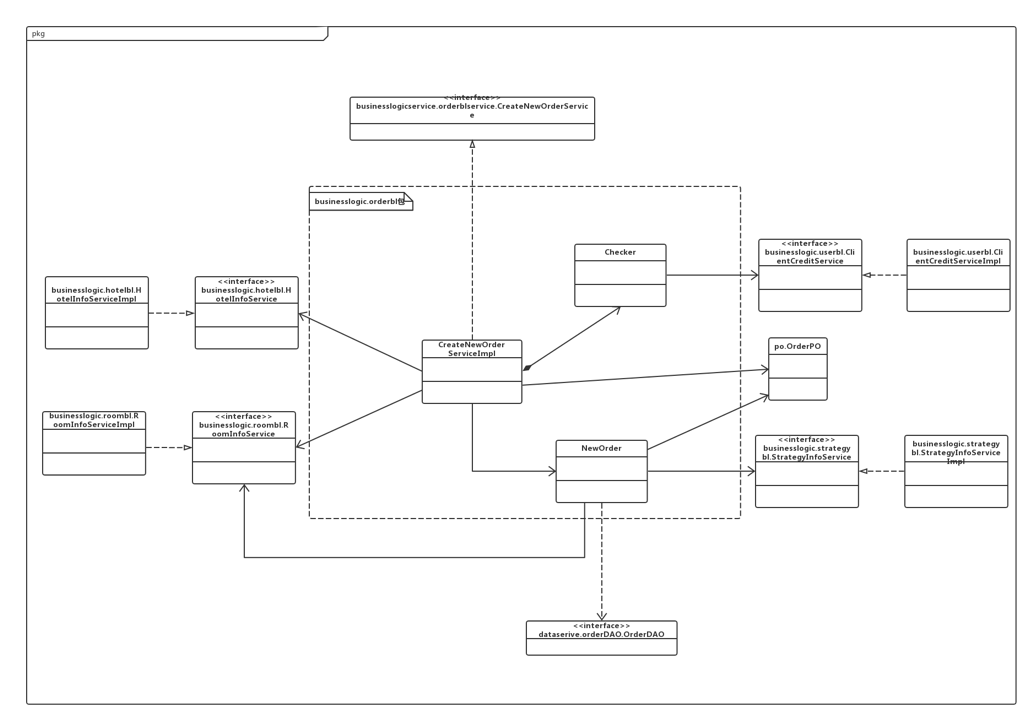 pkg
<<interface>>
businesslogicservice.orderblservice.CreateNewOrderServic
e
businesslogic.orderbl
Checker
<<interface>>
businesslogic.userbl.Cli
entCreditService
businesslogic.userbl.Cli
entCreditServiceImpl
businesslogic.hotelbl.H
otelInfoServiceImpl
<<interface>>
businesslogic.hotelbl.H
otelInfoService
CreateNewOrder
ServiceImpl
po.OrderPO
businesslogic.roombl.R
oomInfoServiceImpl
<<interface>>
businesslogic.roombl.R
oomInfoService
NewOrder
<<interface>>
businesslogic.strategy
bl.StrategyInfoService
businesslogic.strategy
bl.StrategyInfoService
Impl
<<interface>>
dataserive.orderDAO.OrderDAO